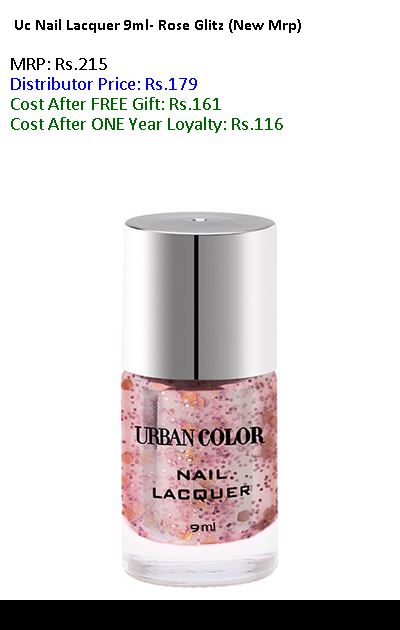 Uc Nail Lacquer 9ml- Rose Glitz (New Mrp)
MRP: Rs.215
Distributor Price: Rs.179
Cost After FREE Gift: Rs.161
Cost After ONE Year Loyalty: Rs.116
URBAN COLOR
NAIL
LACQUER
9ml